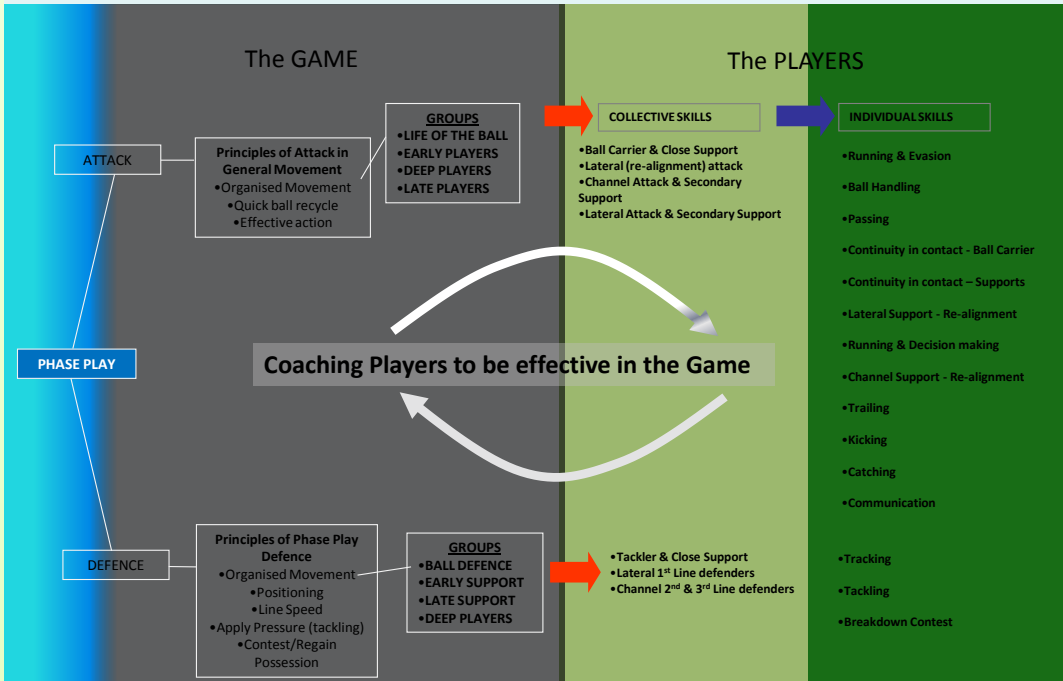 The GAME
The PLAYERS
ATTACK
Principles of Attack in
General Movement
•Organised Movement
•Quick ball recycle
•Effective action
GROUPS
•LIFE OF THE BALL
•EARLY PLAYERS
•DEEP PLAYERS
•LATE PLAYERS
COLLECTIVE SKILLS
•Ball Carrier & Close Support
•Lateral (re-alignment) attack
•Channel Attack & Secondary
Support
•Lateral Attack & Secondary Support
INDIVIDUAL SKILLS
•Running & Evasion
•Ball Handling
•Passing
•Continuity in contact - Ball Carrier
•Continuity in contact – Supports
•Lateral Support - Re-alignment
•Running & Decision making
•Channel Support - Re-alignment
•Trailing
•Kicking
•Catching
•Communication
PHASE PLAY
Coaching Players to be effective in the Game
DEFENCE
Principles of Phase Play
Defence
•Organised Movement
•Positioning
•Line Speed
•Apply Pressure (tackling)
•Contest/Regain
Possession
GROUPS
•BALL DEFENCE
•EARLY SUPPORT
•LATE SUPPORT
•DEEP PLAYERS
•Tackler & Close Support
•Lateral 1st Line defenders
•Channel 2nd & 3rd Line defenders
•Tracking
•Tackling
•Breakdown Contest